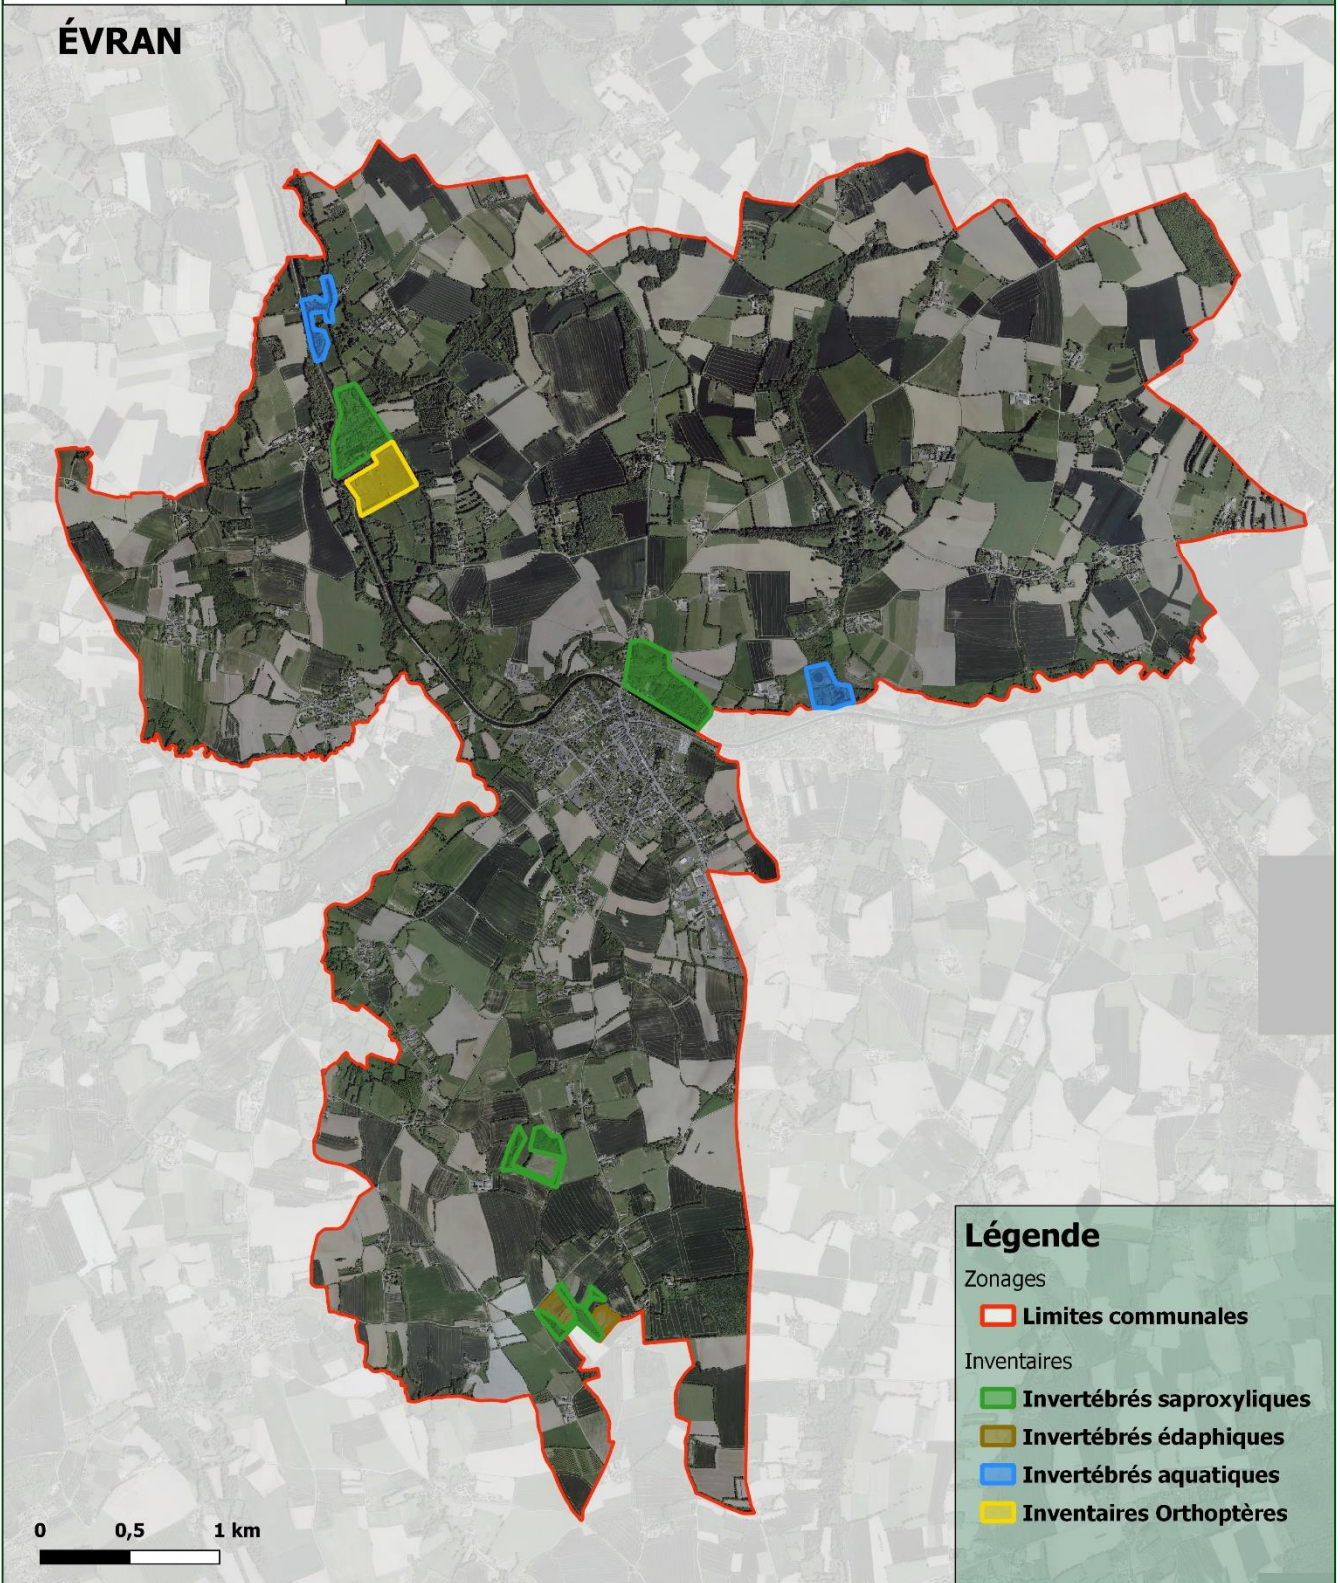 ÉVRAN
Légende
Zonages
Limites communales
Inventaires
Invertébrés saproxyliques
Invertébrés édaphiques
Invertébrés aquatiques
Inventaires Orthoptères
0 0,5 1 km